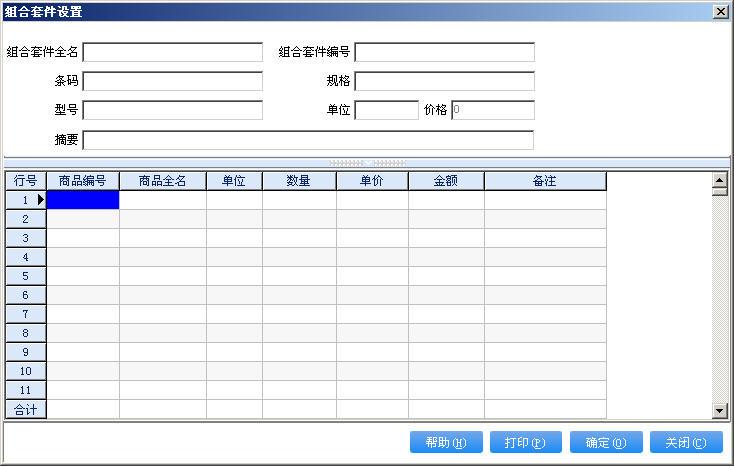 组合套件设置
组合套件全名 组合套件编号
条码 规格
型号 单位 价格 0
摘要
行号 商品编号 商品全名 单位 数量 单价 金额 备注
1
2
3
4
5
6
7
8
9
10
11
合计
帮助(H) 打印(P) 确定(O) 关闭(C)